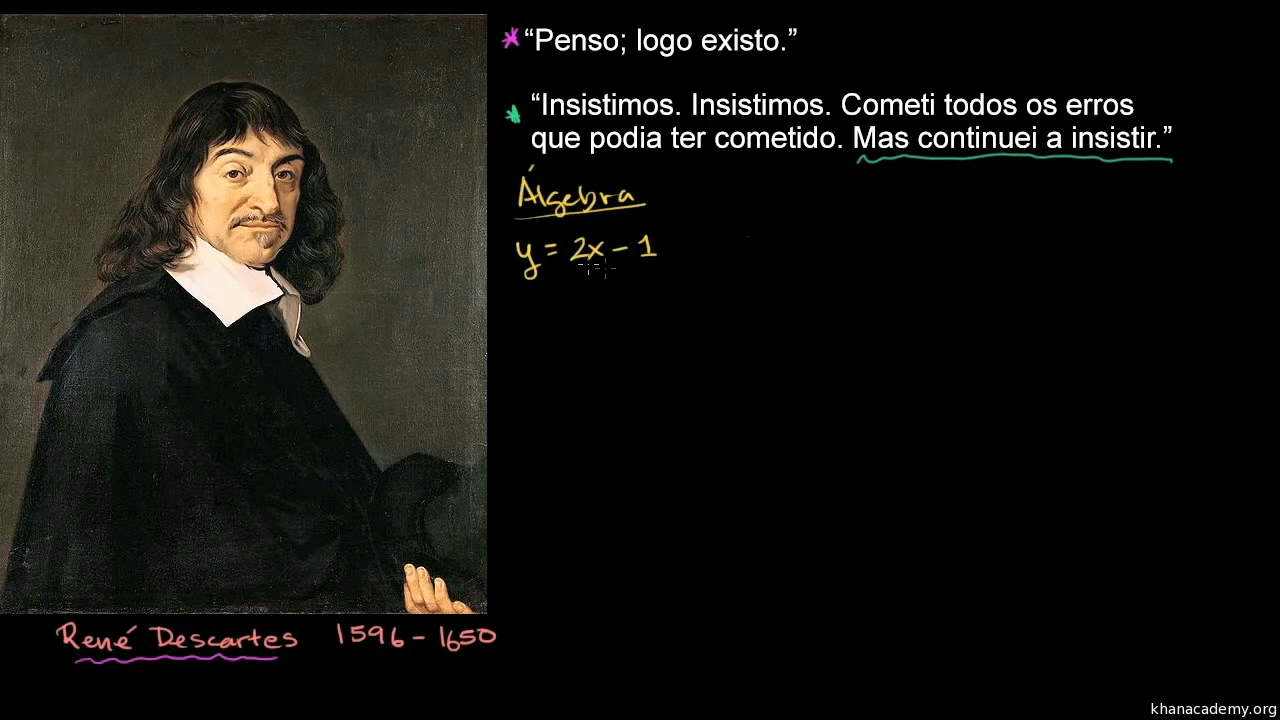 * “Penso; logo existo.”
* “Insistimos. Insistimos. Cometi todos os erros
que podia ter cometido. Mas continuei a insistir.”
Álgebra
y = 2x - 1
René Descartes 1596 - 1650
khanacademy.org